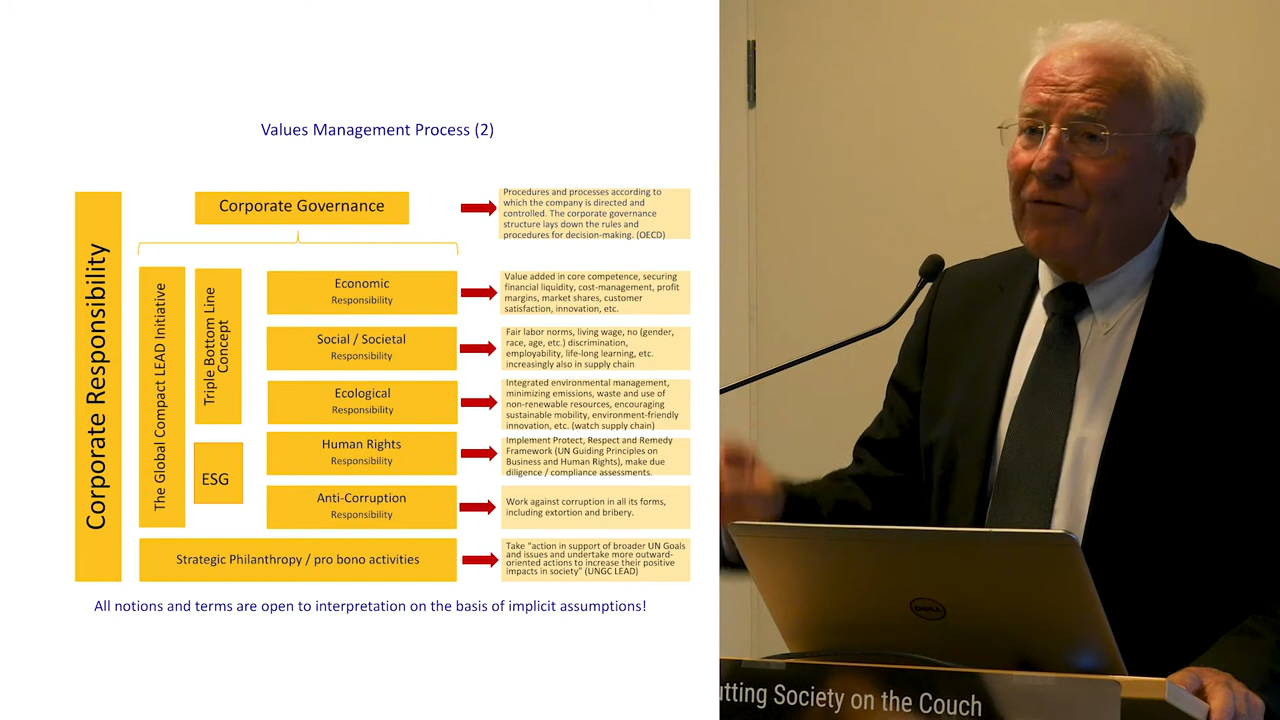 Values Management Process (2)
Corporate Responsibility
Corporate Governance
Procedures and processes according to
which the company is directed and
controlled. The corporate governance
structure lays down the rules and
procedures for decision-making. (OECD)
The Global Compact LEAD Initiative
Triple Bottom Line
Concept
ESG
Economic
Responsibility
Value added in core competence, securing
financial liquidity, cost-management, profit
margins, market shares, customer
satisfaction, innovation, etc.
Social / Societal
Responsibility
Fair labor norms, living wage, no (gender,
race, age, etc.) discrimination,
employability, life-long learning, etc.
increasingly also in supply chain
Ecological
Responsibility
Integrated environmental management,
minimizing emissions, waste and use of
non-renewable resources, encouraging
sustainable mobility, environment-friendly
innovation, etc. (watch supply chain)
Human Rights
Responsibility
Implement Protect, Respect and Remedy
Framework (UN Guiding Principles on
Business and Human Rights), make due
diligence / compliance assessments.
Anti-Corruption
Responsibility
Work against corruption in all its forms,
including extortion and bribery.
Strategic Philanthropy / pro bono activities
Take "action in support of broader UN Goals
and issues and undertake more outward-
oriented actions to increase their positive
impacts in society" (UNGC LEAD)
All notions and terms are open to interpretation on the basis of implicit assumptions!
DELL
utting Society on the Couch